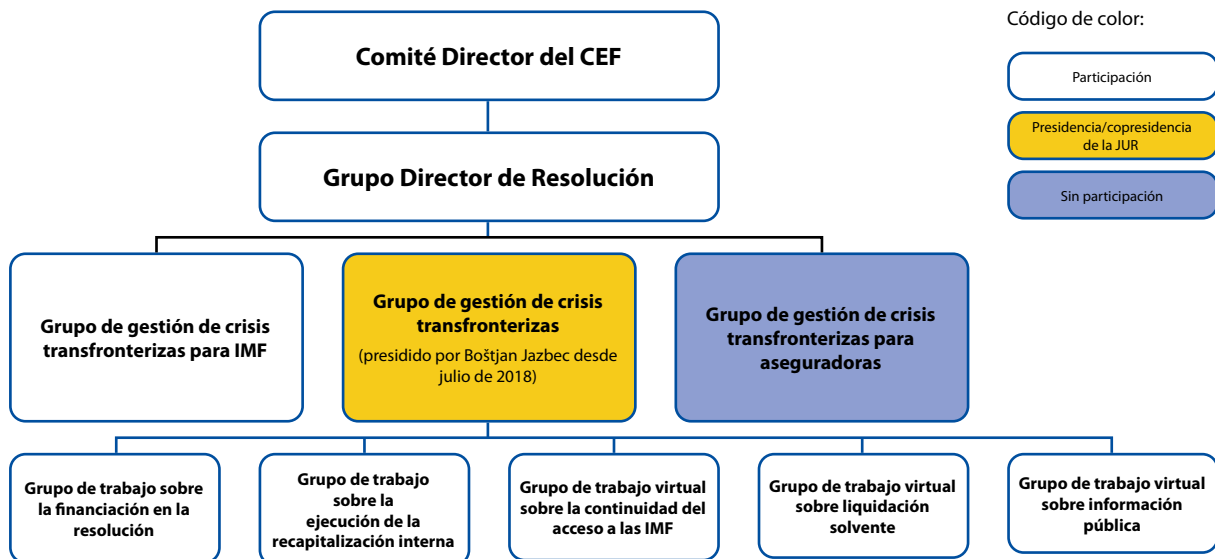 Comité Director del CEF
Código de color:
Participación
Presidencia/copresidencia
de la JUR
Sin participación
Grupo Director de Resolución
Grupo de gestión de crisis
transfronterizas para IMF
Grupo de gestión de crisis
transfronterizas
(presidido por Boštjan Jazbec desde
julio de 2018)
Grupo de gestión de crisis
transfronterizas para
aseguradoras
Grupo de trabajo sobre
la financiación en la
resolución
Grupo de trabajo
sobre la
ejecución de la
recapitalización interna
Grupo de trabajo virtual
sobre la continuidad del
acceso a las IMF
Grupo de trabajo virtual
sobre liquidación
solvente
Grupo de trabajo virtual
sobre información
pública